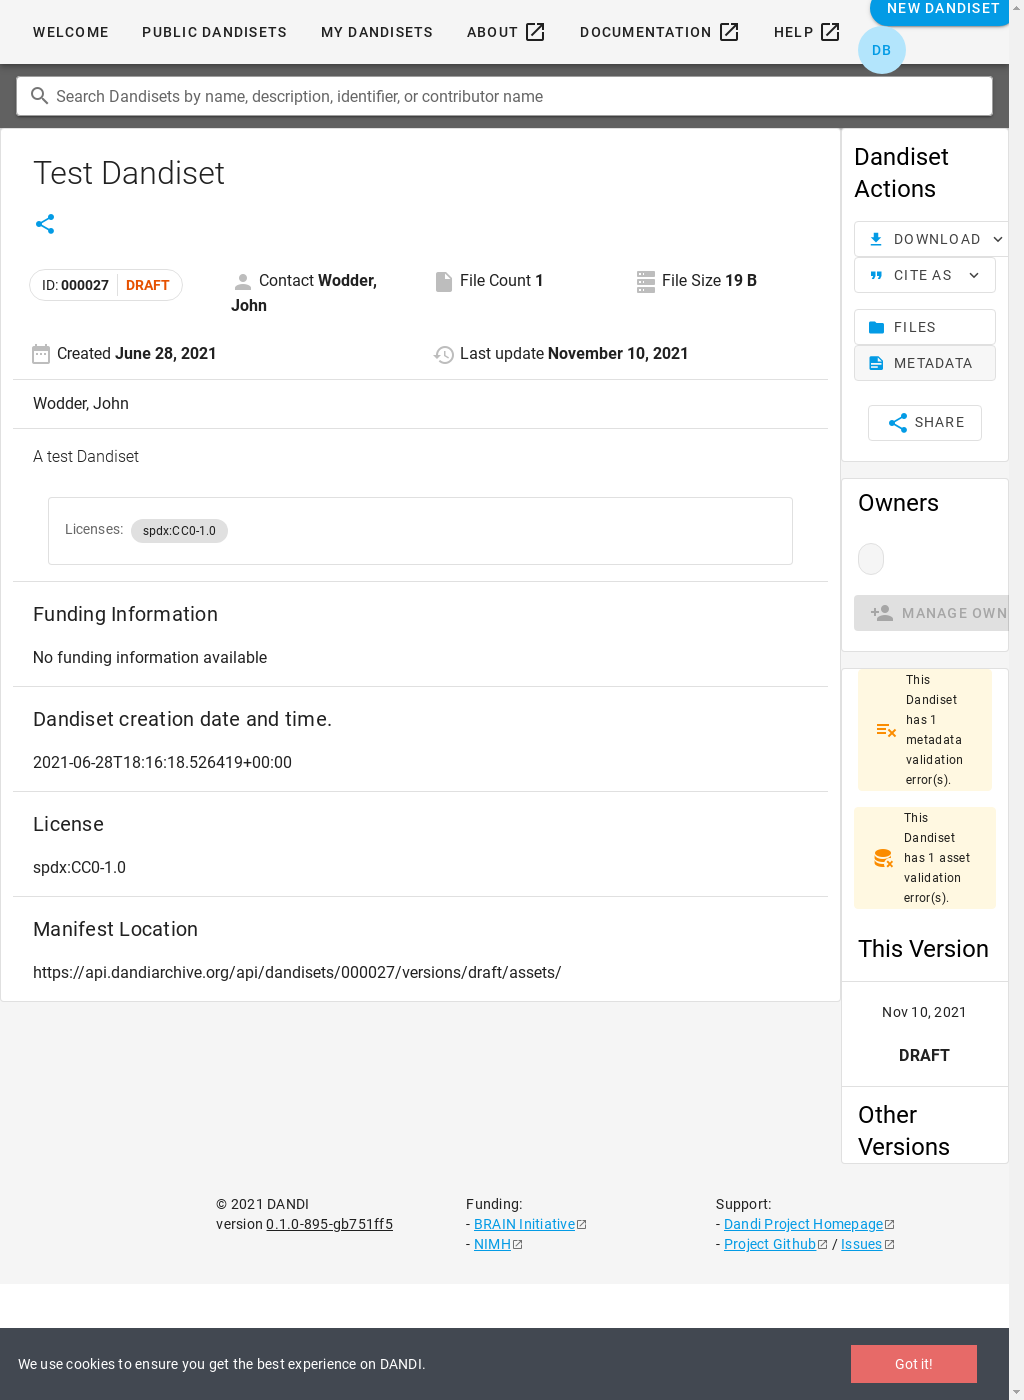 WELCOME PUBLIC DANDISETS MY DANDISETS ABOUT DOCUMENTATION HELP NEW DANDISET
DB
Search Dandisets by name, description, identifier, or contributor name
Test Dandiset
ID: 000027 DRAFT
Contact Wodder,
John
File Count 1
File Size 19 B
Created June 28, 2021
Last update November 10, 2021
Wodder, John
A test Dandiset
Licenses: spdx:CC0-1.0
Funding Information
No funding information available
Dandiset creation date and time.
2021-06-28T18:16:18.526419+00:00
License
spdx:CC0-1.0
Manifest Location
https://api.dandiarchive.org/api/dandisets/000027/versions/draft/assets/
Dandiset
Actions
DOWNLOAD
CITE AS
FILES
METADATA
SHARE
Owners
MANAGE OWN
This
Dandiset
has 1
metadata
validation
error(s).
This
Dandiset
has 1 asset
validation
error(s).
This Version
Nov 10, 2021
DRAFT
Other
Versions
© 2021 DANDI
version 0.1.0-895-gb751ff5
Funding:
- BRAIN Initiative
- NIMH
Support:
- Dandi Project Homepage
- Project Github / Issues
We use cookies to ensure you get the best experience on DANDI.
Got it!